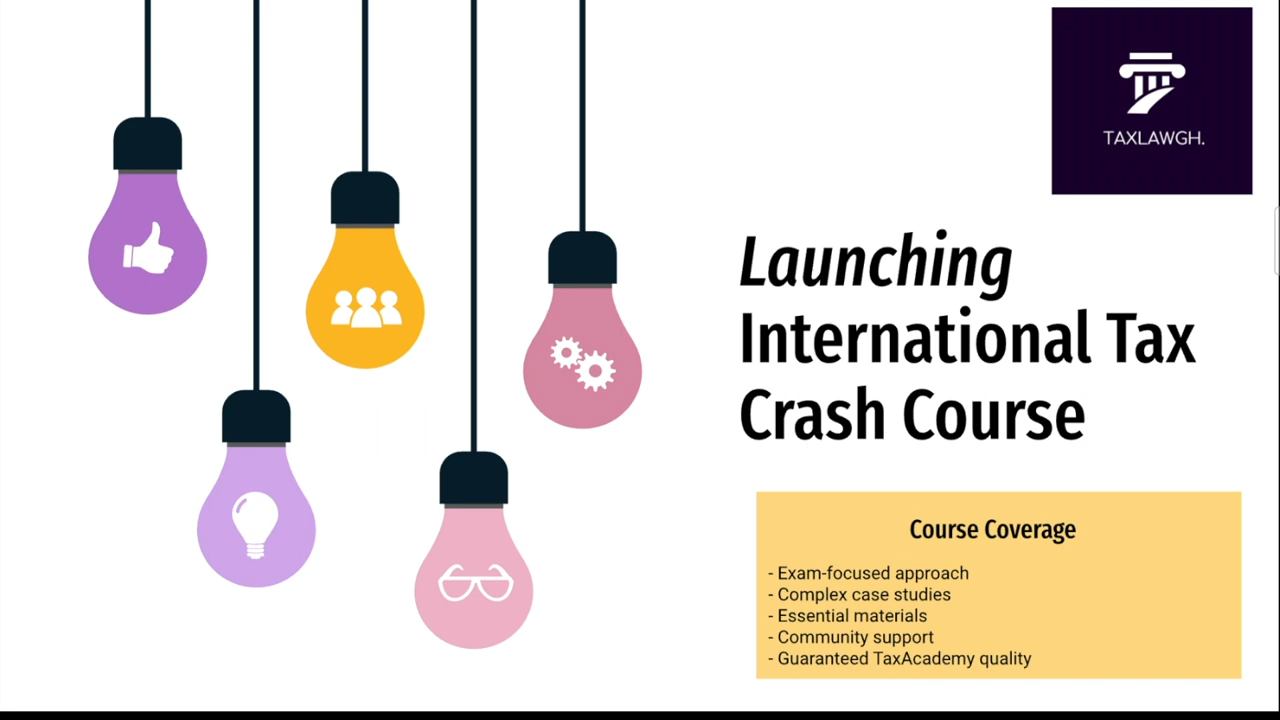 TAXLAWGH.
Launching
International Tax
Crash Course
Course Coverage
- Exam-focused approach
- Complex case studies
- Essential materials
- Community support
- Guaranteed TaxAcademy quality